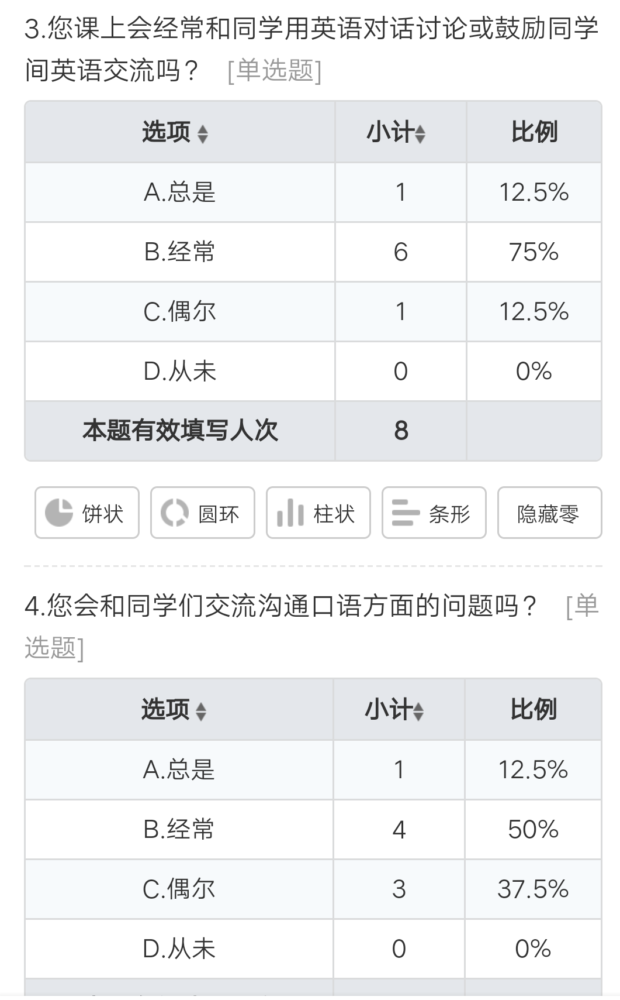 3.您课上会经常和同学用英语对话讨论或鼓励同学
间英语交流吗？ [单选题]
选项 小计 比例
A.总是 1 12.5%
B.经常 6 75%
C.偶尔 1 12.5%
D.从未 0 0%
本题有效填写人次 8
饼状 圆环 柱状 条形 隐藏零
4.您会和同学们交流沟通口语方面的问题吗？ [单
选题]
选项 小计 比例
A.总是 1 12.5%
B.经常 4 50%
C.偶尔 3 37.5%
D.从未 0 0%